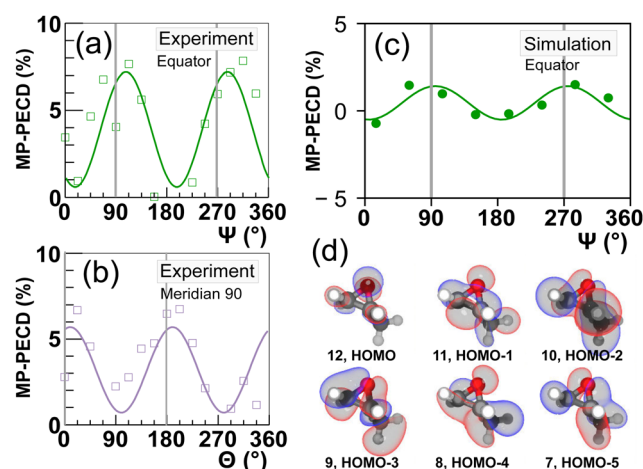 (a)
Experiment
Equator
MP-PECD (%)
10
5
0
0 90 180 270 360
Ψ (°)
(b)
Experiment
Meridian 90
MP-PECD (%)
10
5
0
0 90 180 270 360
Θ (°)
(c)
Simulation
Equator
MP-PECD (%)
5
0
−5
0 90 180 270 360
Ψ (°)
(d)
12, HOMO
11, HOMO-1
10, HOMO-2
9, HOMO-3
8, HOMO-4
7, HOMO-5